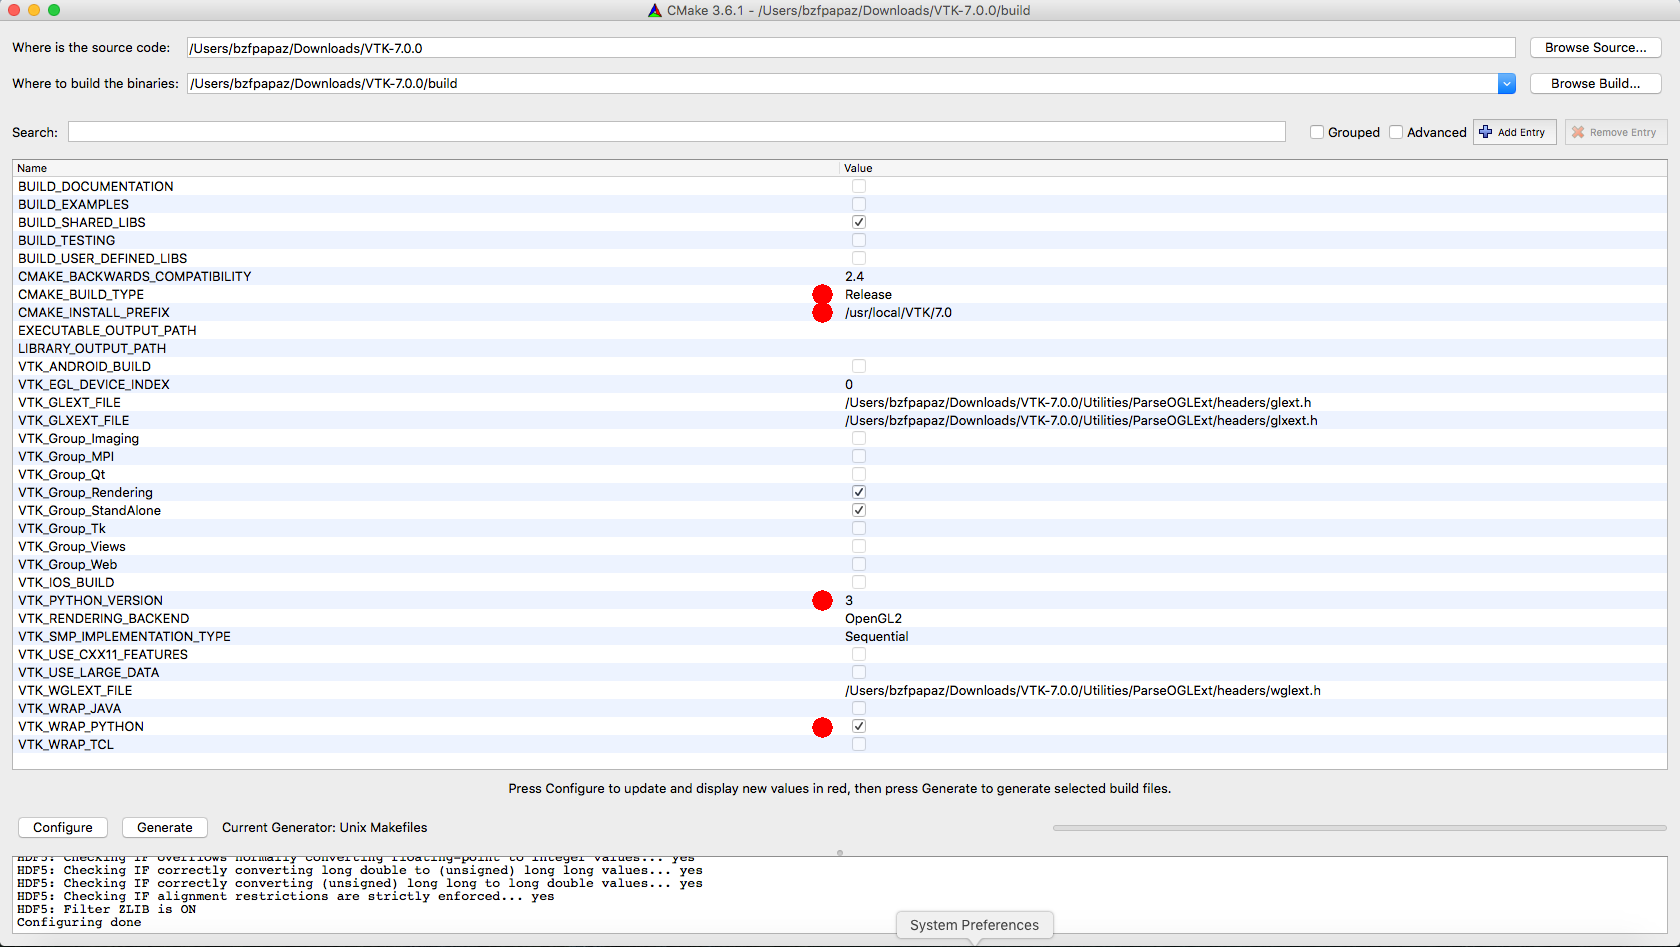 CMake 3.6.1 - /Users/bzfpapaz/Downloads/VTK-7.0.0/build
Where is the source code: /Users/bzfpapaz/Downloads/VTK-7.0.0 Browse Source...
Where to build the binaries: /Users/bzfpapaz/Downloads/VTK-7.0.0/build Browse Build...
Search: Grouped Advanced Add Entry Remove Entry
Name Value
BUILD_DOCUMENTATION
BUILD_EXAMPLES
BUILD_SHARED_LIBS
BUILD_TESTING
BUILD_USER_DEFINED_LIBS
CMAKE_BACKWARDS_COMPATIBILITY 2.4
CMAKE_BUILD_TYPE Release
CMAKE_INSTALL_PREFIX /usr/local/VTK/7.0
EXECUTABLE_OUTPUT_PATH
LIBRARY_OUTPUT_PATH
VTK_ANDROID_BUILD
VTK_EGL_DEVICE_INDEX 0
VTK_GLEXT_FILE /Users/bzfpapaz/Downloads/VTK-7.0.0/Utilities/ParseOGLExt/headers/glext.h
VTK_GLXEXT_FILE /Users/bzfpapaz/Downloads/VTK-7.0.0/Utilities/ParseOGLExt/headers/glxext.h
VTK_Group_Imaging
VTK_Group_MPI
VTK_Group_Qt
VTK_Group_Rendering
VTK_Group_StandAlone
VTK_Group_Tk
VTK_Group_Views
VTK_Group_Web
VTK_IOS_BUILD
VTK_PYTHON_VERSION 3
VTK_RENDERING_BACKEND OpenGL2
VTK_SMP_IMPLEMENTATION_TYPE Sequential
VTK_USE_CXX11_FEATURES
VTK_USE_LARGE_DATA
VTK_WGLEXT_FILE /Users/bzfpapaz/Downloads/VTK-7.0.0/Utilities/ParseOGLExt/headers/wglext.h
VTK_WRAP_JAVA
VTK_WRAP_PYTHON
VTK_WRAP_TCL
Press Configure to update and display new values in red, then press Generate to generate selected build files.
Configure Generate Current Generator: Unix Makefiles
HDF5: Checking IF overflows normally converting floating-point to integer values... yes
HDF5: Checking IF correctly converting long double to (unsigned) long long values... yes
HDF5: Checking IF correctly converting (unsigned) long long to long double values... yes
HDF5: Checking IF alignment restrictions are strictly enforced... yes
HDF5: Filter ZLIB is ON
Configuring done
System Preferences